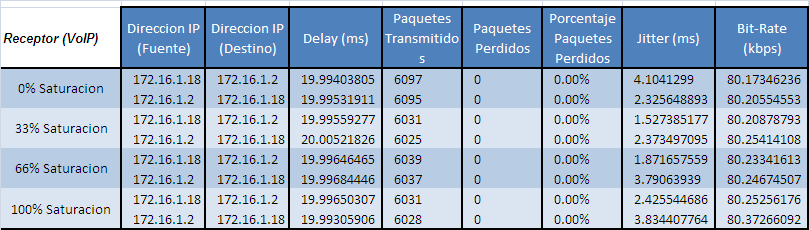 Receptor (VoIP) Direccion IP (Fuente) Direccion IP (Destino) Delay (ms) Paquetes Transmitidos Paquetes Perdidos Porcentaje Paquetes Perdidos Jitter (ms) Bit-Rate (kbps)
0% Saturacion 172.16.1.18 172.16.1.2 19.99403805 6097 0 0.00% 4.1041299 80.17346236
172.16.1.2 172.16.1.18 19.99531911 6095 0 0.00% 2.325648893 80.20554553
33% Saturacion 172.16.1.18 172.16.1.2 19.99559277 6031 0 0.00% 1.527385177 80.20878793
172.16.1.2 172.16.1.18 20.00521826 6025 0 0.00% 2.373497095 80.25414108
66% Saturacion 172.16.1.18 172.16.1.2 19.99646465 6039 0 0.00% 1.871657559 80.23341613
172.16.1.2 172.16.1.18 19.99684446 6037 0 0.00% 3.79063939 80.24674507
100% Saturacion 172.16.1.18 172.16.1.2 19.99650307 6031 0 0.00% 2.425544686 80.25256176
172.16.1.2 172.16.1.18 19.99305906 6028 0 0.00% 3.834407764 80.37266092